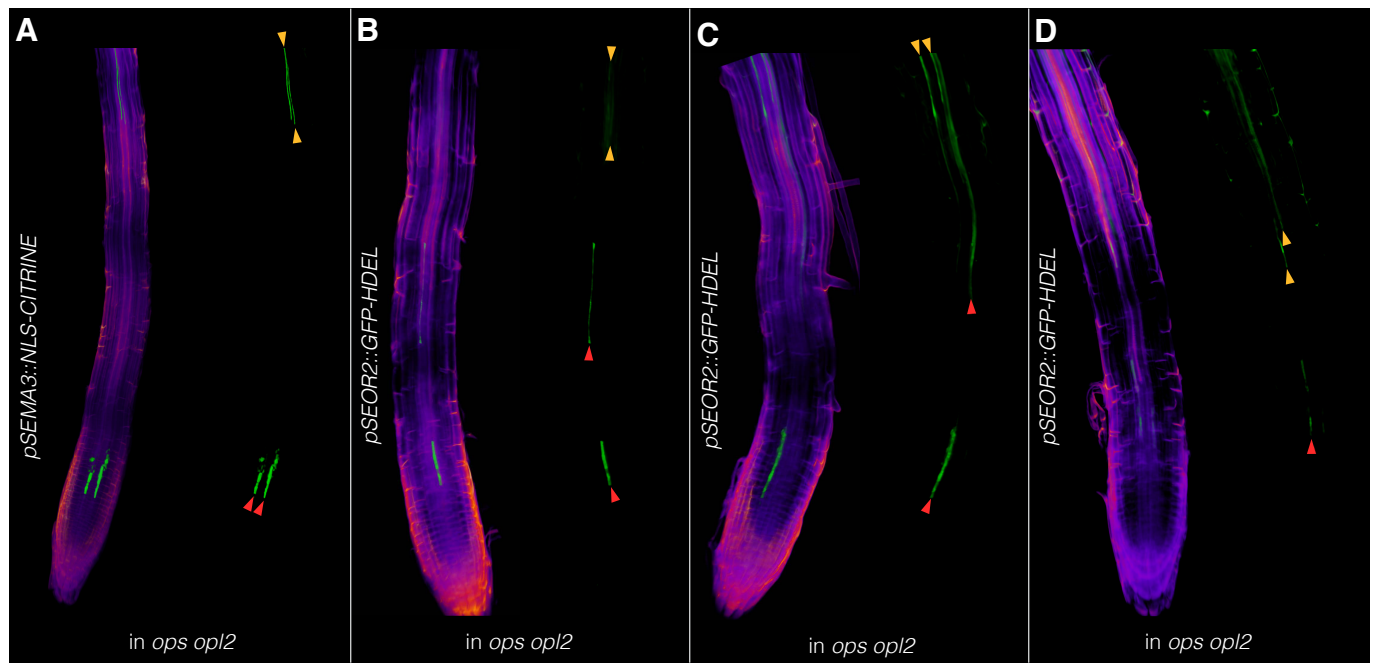 A
B
C
D
pSEMA3::NLS-CITRINE
pSEOR2::GFP-HDEL
pSEOR2::GFP-HDEL
pSEOR2::GFP-HDEL
in ops opl2
in ops opl2
in ops opl2
in ops opl2